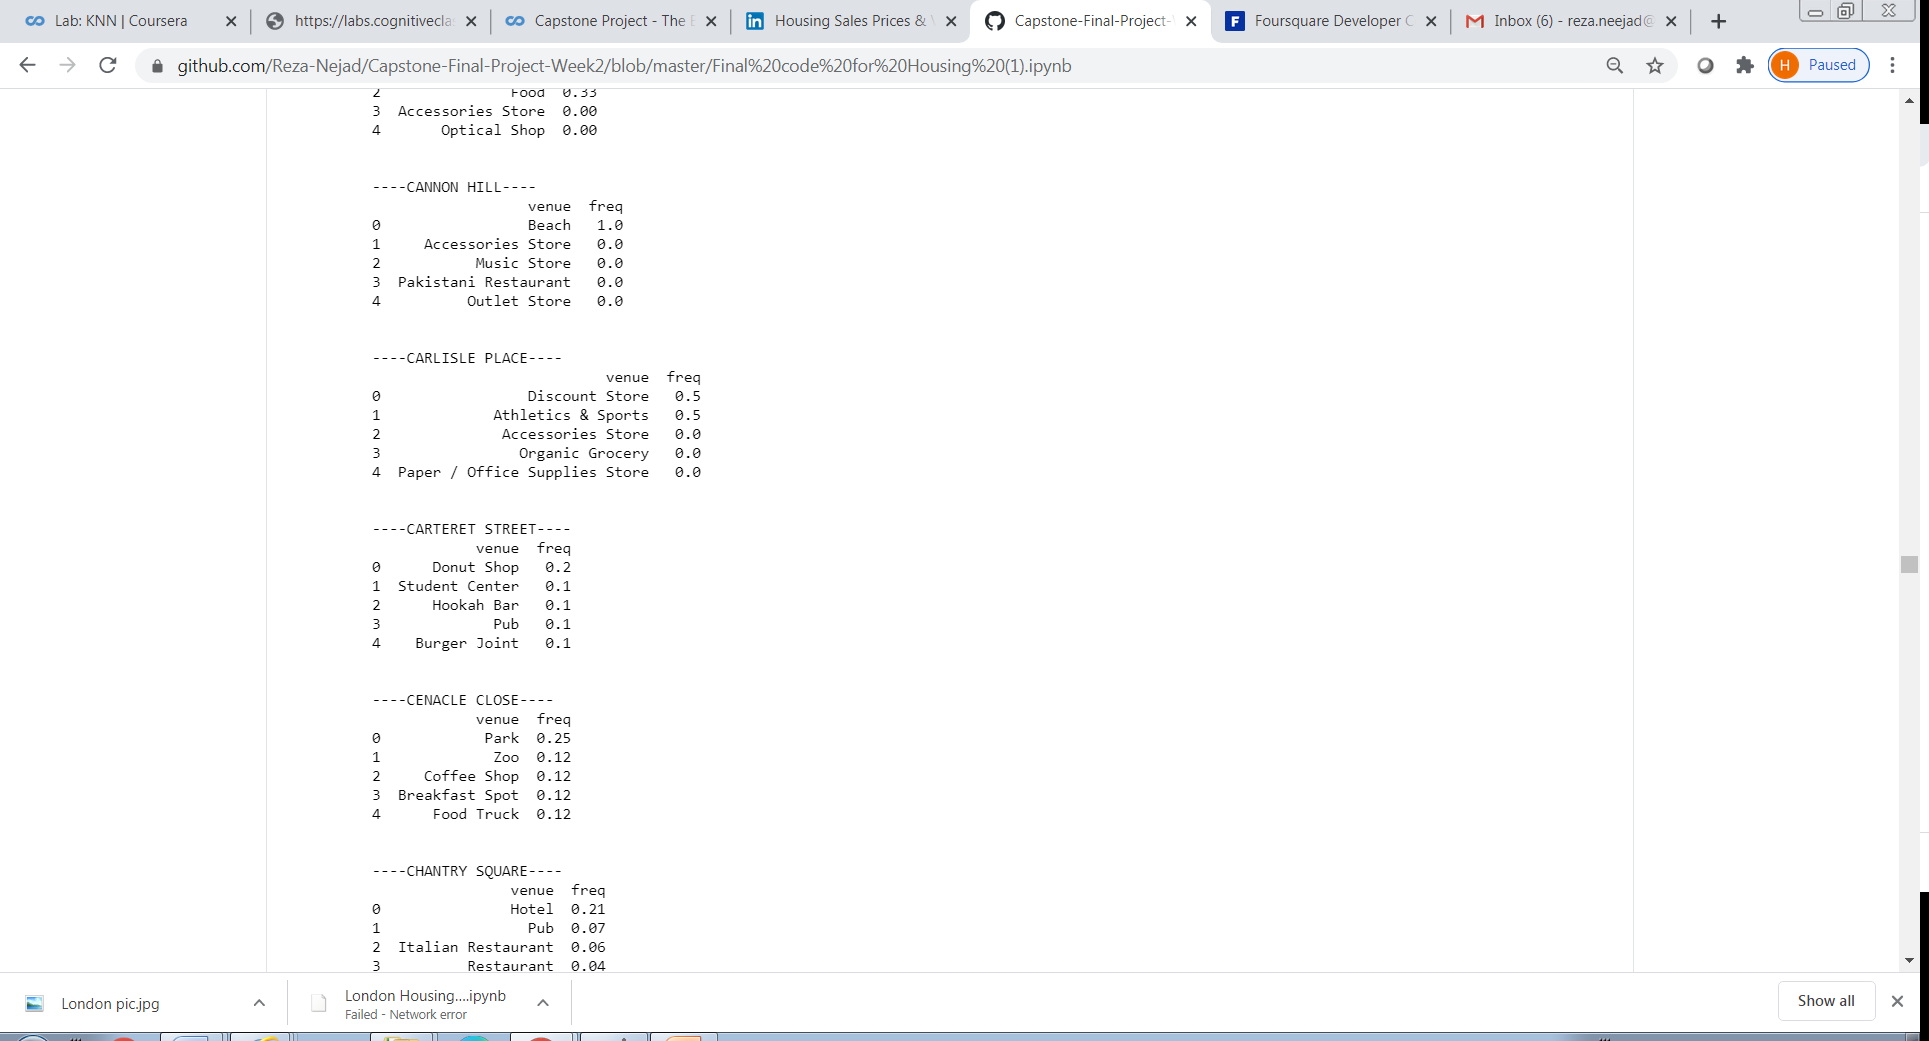 Lab: KNN | Coursera
https://labs.cognitivecla
Capstone Project - The
Housing Sales Prices &
Capstone-Final-Project-
Foursquare Developer
Inbox (6) - reza.neejad@
github.com/Reza-Nejad/Capstone-Final-Project-Week2/blob/master/Final%20code%20for%20Housing%20(1).ipynb
H Paused
2 Food 0.33
3 Accessories Store 0.00
4 Optical Shop 0.00
----CANNON HILL----
venue freq
0 Beach 1.0
1 Accessories Store 0.0
2 Music Store 0.0
3 Pakistani Restaurant 0.0
4 Outlet Store 0.0
----CARLISLE PLACE----
venue freq
0 Discount Store 0.5
1 Athletics & Sports 0.5
2 Accessories Store 0.0
3 Organic Grocery 0.0
4 Paper / Office Supplies Store 0.0
----CARTERET STREET----
venue freq
0 Donut Shop 0.2
1 Student Center 0.1
2 Hookah Bar 0.1
3 Pub 0.1
4 Burger Joint 0.1
----CENACLE CLOSE----
venue freq
0 Park 0.25
1 Zoo 0.12
2 Coffee Shop 0.12
3 Breakfast Spot 0.12
4 Food Truck 0.12
----CHANTRY SQUARE----
venue freq
0 Hotel 0.21
1 Pub 0.07
2 Italian Restaurant 0.06
3 Restaurant 0.04
London pic.jpg
London Housing....ipynb
Failed - Network error
Show all